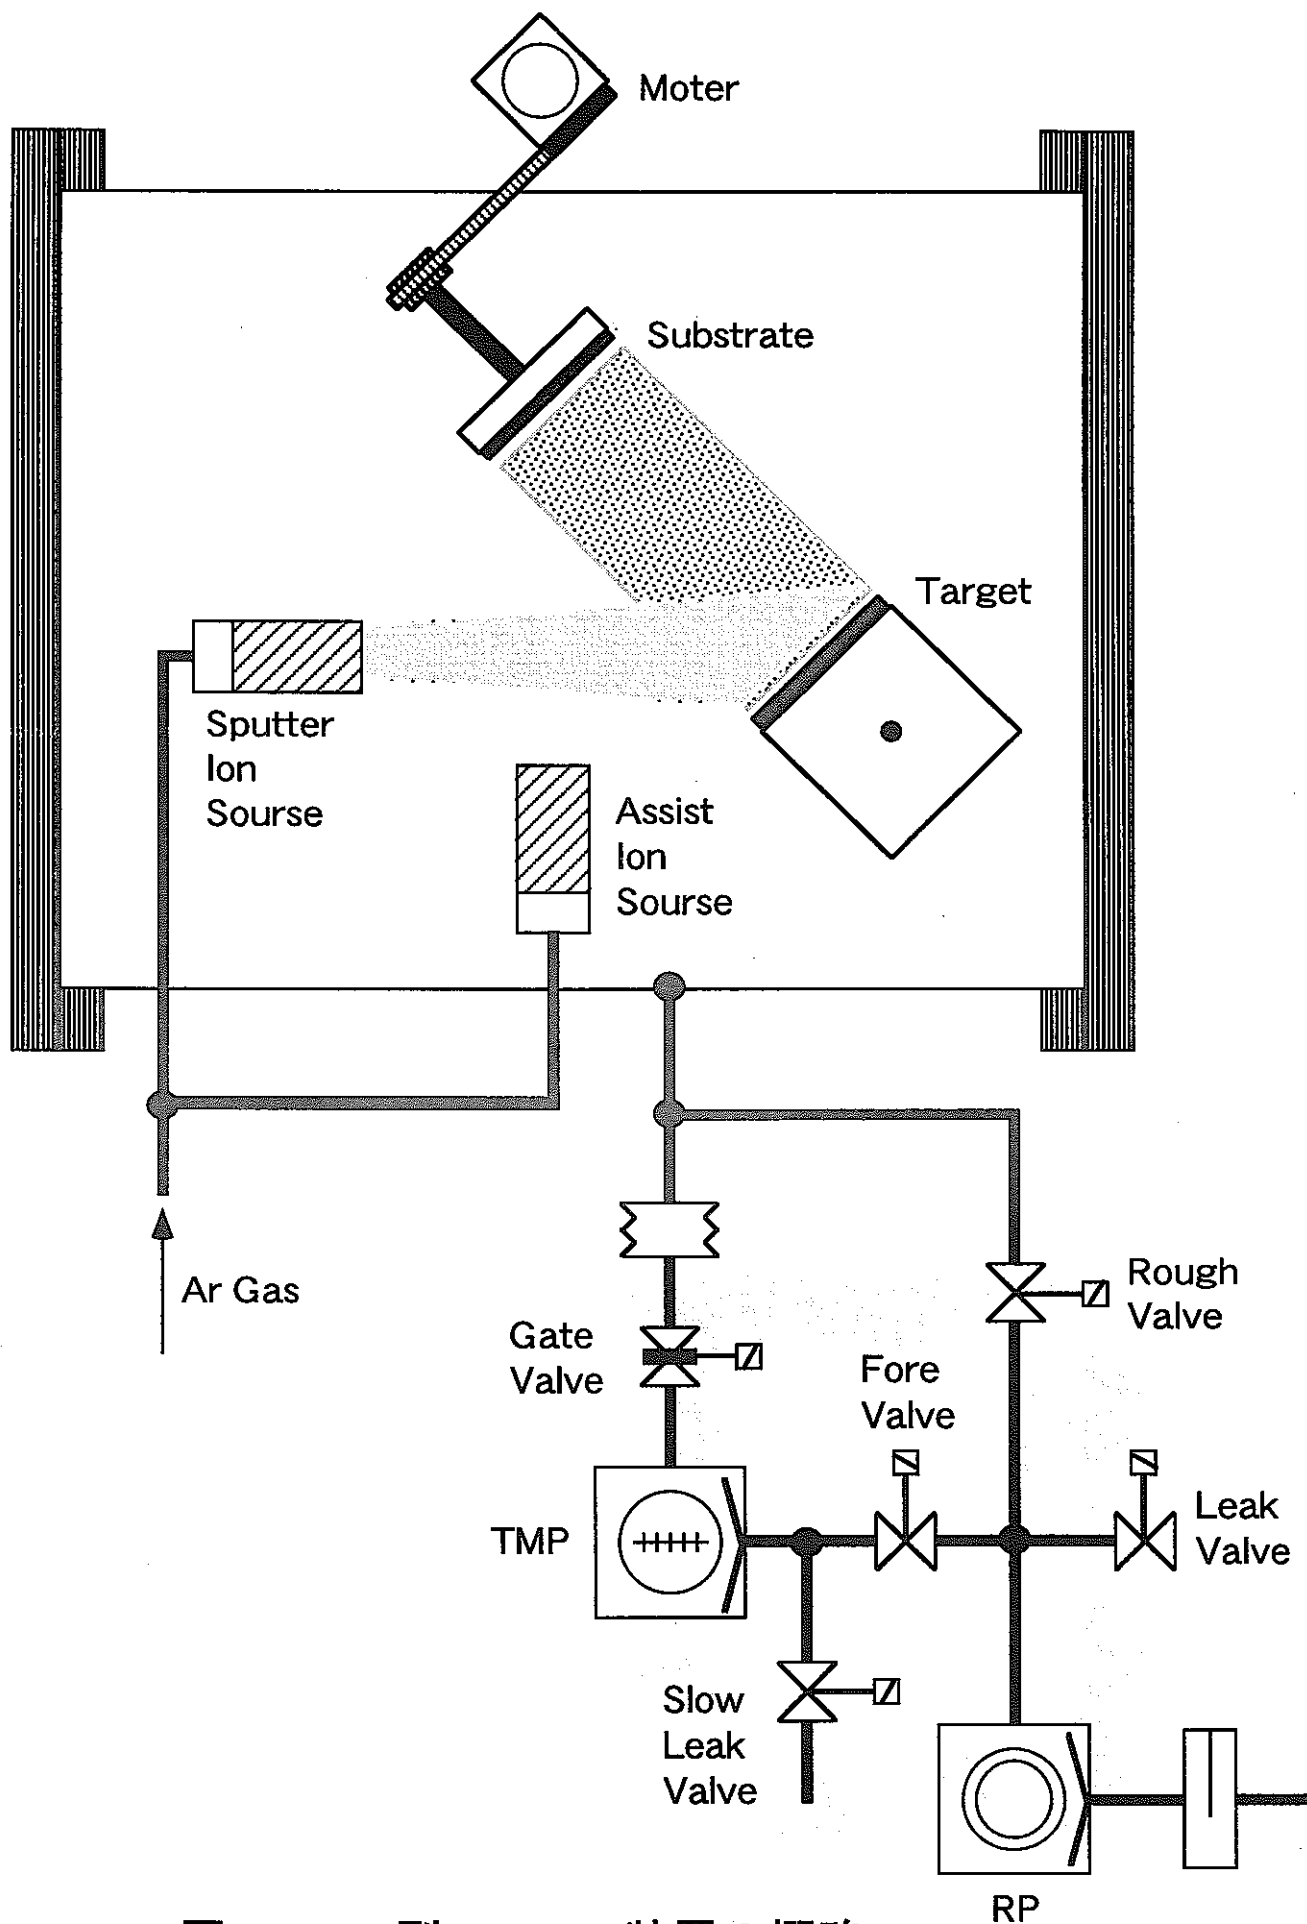 Moter
Substrate
Target
Sputter
Ion
Sourse
Assist
Ion
Sourse
Ar Gas
Rough
Valve
Gate
Valve
Fore
Valve
TMP
Leak
Valve
Slow
Leak
Valve
RP